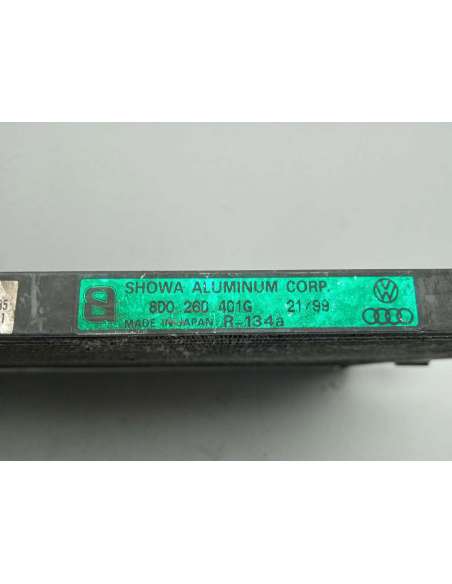 SHOWA ALUMINUM CORP.
8D0 260 401G 21/99
MADE IN JAPAN R-134a